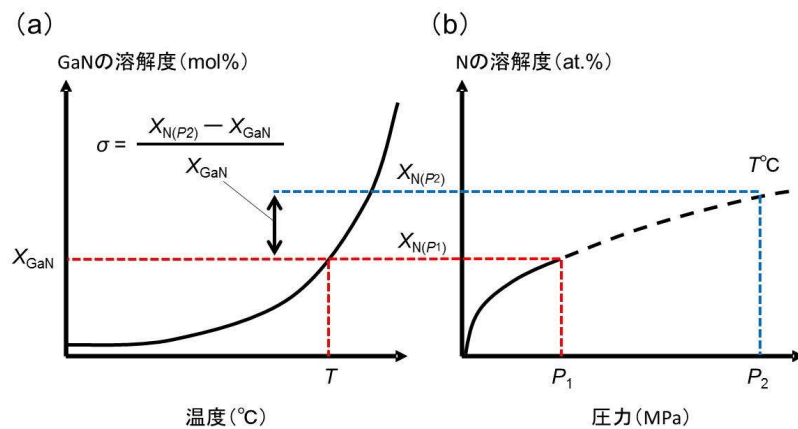 (a)
GaNの溶解度(mol%)
σ = (X_N(P2) − X_GaN) / X_GaN
X_GaN
T
温度(℃)
(b)
Nの溶解度(at.%)
T℃
X_N(P2)
X_N(P1)
P1
P2
圧力(MPa)